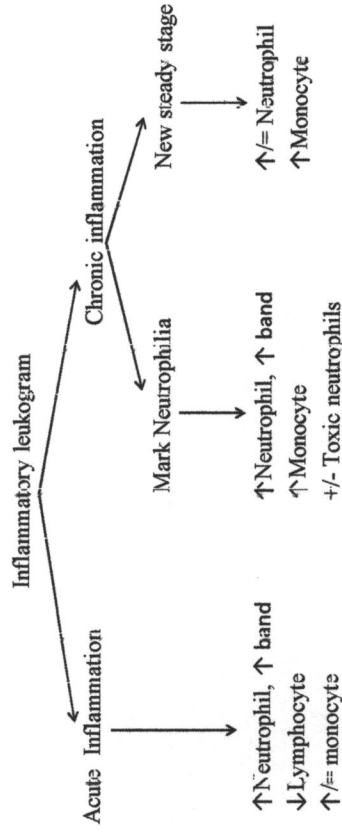 Inflammatory leukogram
Acute Inflammation
Chronic inflammation
Mark Neutrophilia
New steady stage
↑Neutrophil, ↑ band
↓Lymphocyte
↑/= monocyte
↑Neutrophil, ↑ band
↑Monocyte
+/- Toxic neutrophils
↑/= Neutrophil
↑Monocyte